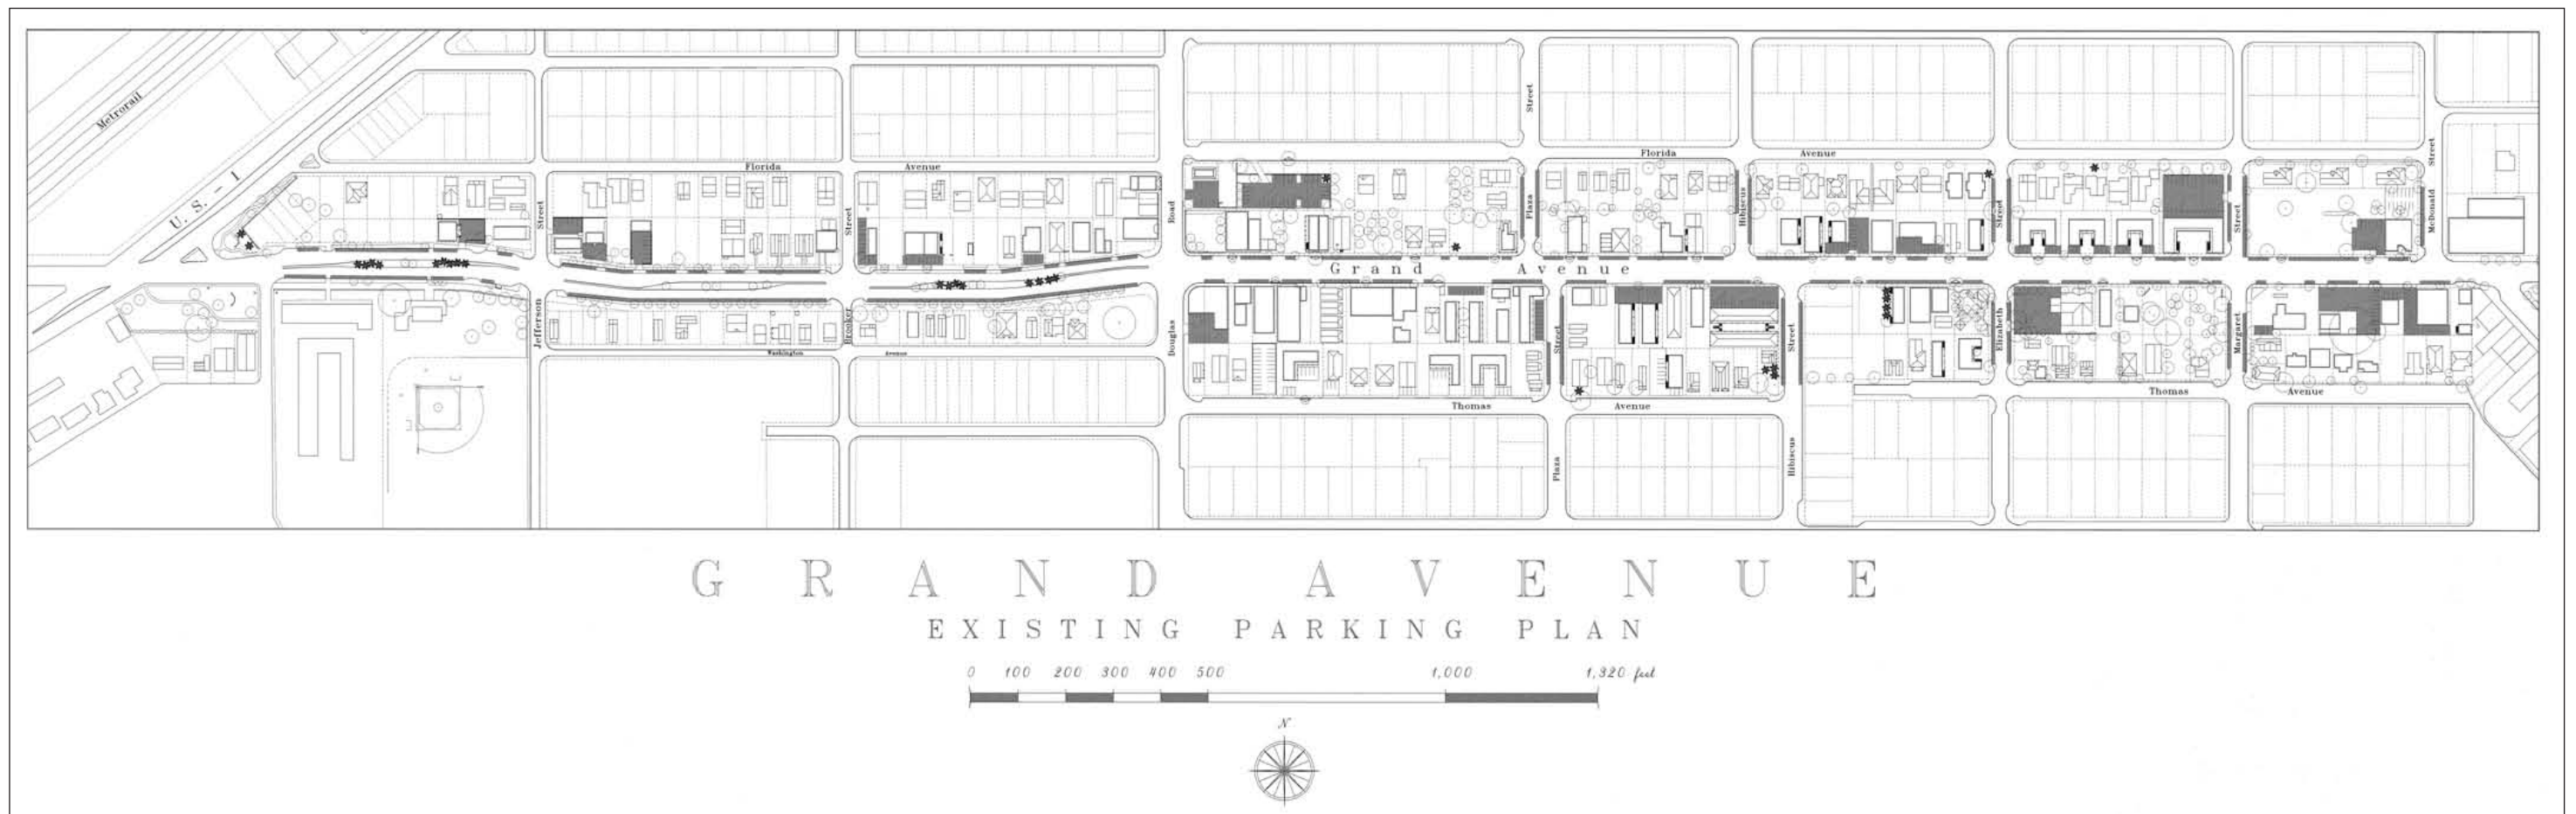 Metrorail
U. S. - 1
Street
Florida Avenue
Florida Avenue
Street
Street
Street
Road
Plaza
Hibiscus
Street
Street
McDonald
Grand Avenue
Jefferson
Brooker
Douglas
Street
Street
Elizabeth
Margaret
Washington Avenue
Thomas Avenue
Thomas Avenue
Plaza
Hibiscus
GRAND AVENUE
EXISTING PARKING PLAN
0 100 200 300 400 500 1,000 1,320 feet
N